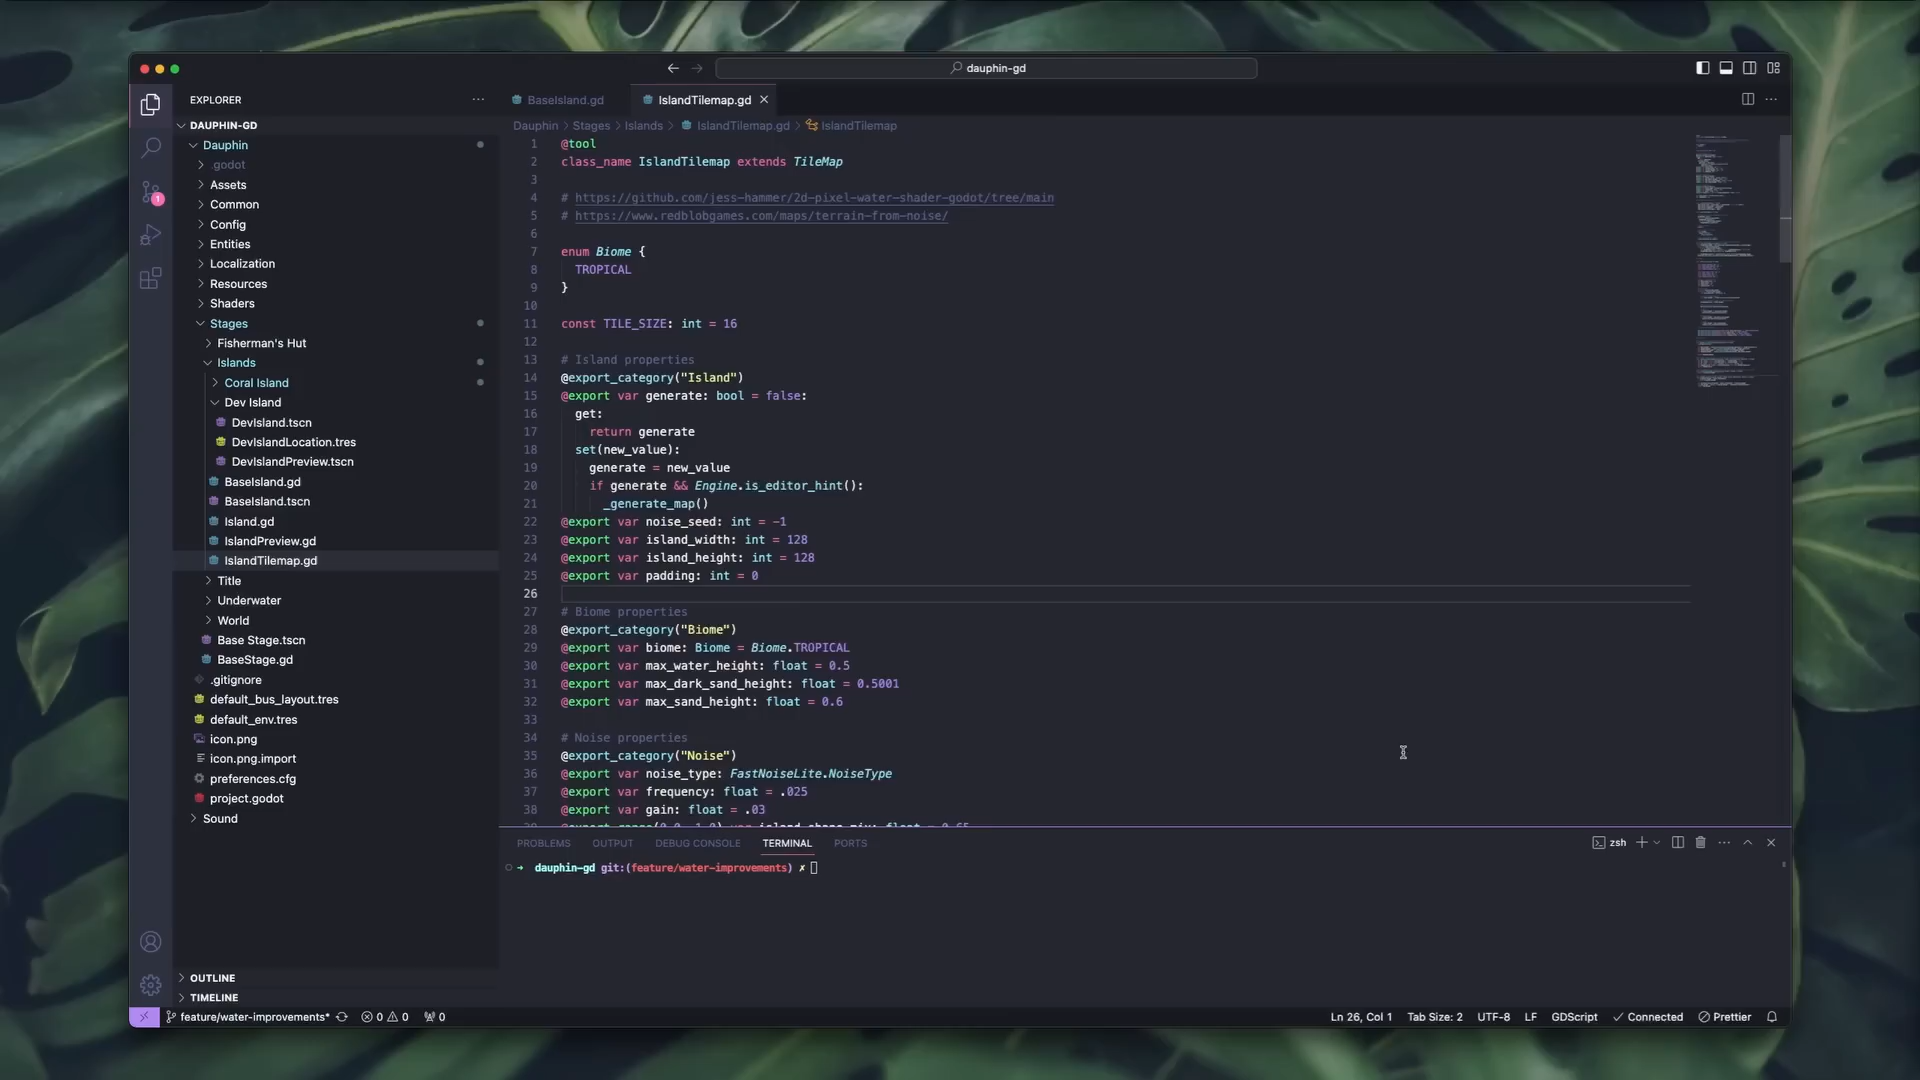 dauphin-gd
EXPLORER
DAUPHIN-GD
Dauphin
.godot
Assets
Common
Config
Entities
Localization
Resources
Shaders
Stages
Fisherman's Hut
Islands
Coral Island
Dev Island
DevIsland.tscn
DevIslandLocation.tres
DevIslandPreview.tscn
BaseIsland.gd
BaseIsland.tscn
Island.gd
IslandPreview.gd
IslandTilemap.gd
Title
Underwater
World
Base Stage.tscn
BaseStage.gd
.gitignore
default_bus_layout.tres
default_env.tres
icon.png
icon.png.import
preferences.cfg
project.godot
Sound
OUTLINE
TIMELINE
1
BaseIsland.gd IslandTilemap.gd
Dauphin > Stages > Islands > IslandTilemap.gd > IslandTilemap
1 @tool
2 class_name IslandTilemap extends TileMap
3
4 # https://github.com/jess-hammer/2d-pixel-water-shader-godot/tree/main
5 # https://www.redblobgames.com/maps/terrain-from-noise/
6
7 enum Biome {
8 TROPICAL
9 }
10
11 const TILE_SIZE: int = 16
12
13 # Island properties
14 @export_category("Island")
15 @export var generate: bool = false:
16 get:
17 return generate
18 set(new_value):
19 generate = new_value
20 if generate && Engine.is_editor_hint():
21 _generate_map()
22 @export var noise_seed: int = -1
23 @export var island_width: int = 128
24 @export var island_height: int = 128
25 @export var padding: int = 0
26
27 # Biome properties
28 @export_category("Biome")
29 @export var biome: Biome = Biome.TROPICAL
30 @export var max_water_height: float = 0.5
31 @export var max_dark_sand_height: float = 0.5001
32 @export var max_sand_height: float = 0.6
33
34 # Noise properties
35 @export_category("Noise")
36 @export var noise_type: FastNoiseLite.NoiseType
37 @export var frequency: float = .025
38 @export var gain: float = .03
PROBLEMS OUTPUT DEBUG CONSOLE TERMINAL PORTS
zsh
dauphin-gd git:(feature/water-improvements) ✗
feature/water-improvements* 0 0 0
Ln 26, Col 1 Tab Size: 2 UTF-8 LF GDScript Connected Prettier